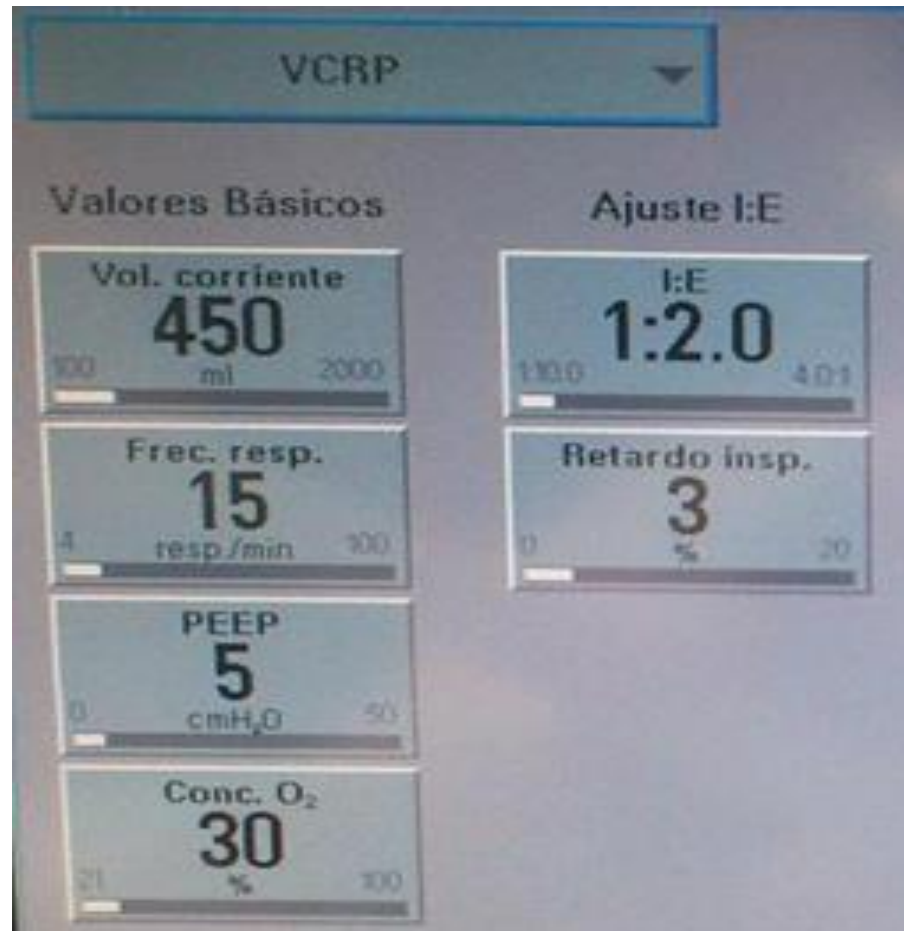 VCRP
Valores Básicos
Vol. corriente
450
100 ml 2000
Frec. resp.
15
4 resp./min 100
PEEP
5
0 cmH₂O 50
Conc. O₂
30
21 % 100
Ajuste I:E
I:E
1:2.0
1:10.0 4.0:1
Retardo insp.
3
0 % 20